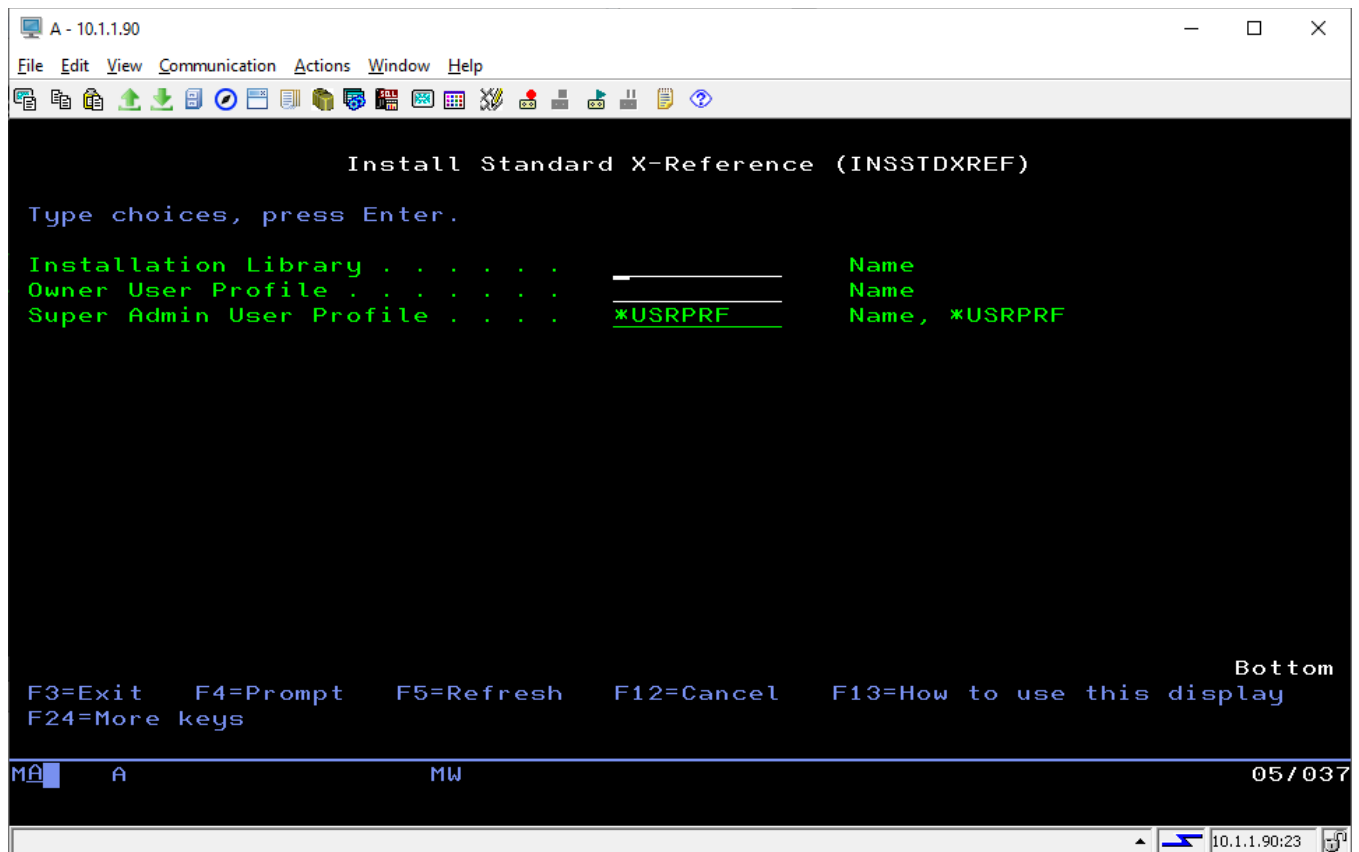 A - 10.1.1.90
File Edit View Communication Actions Window Help
Install Standard X-Reference (INSSTDXREF)
Type choices, press Enter.
Installation Library . . . . . . Name
Owner User Profile . . . . . . . Name
Super Admin User Profile . . . . *USRPRF Name, *USRPRF
Bottom
F3=Exit F4=Prompt F5=Refresh F12=Cancel F13=How to use this display
F24=More keys
MA A MW 05/037
10.1.1.90:23